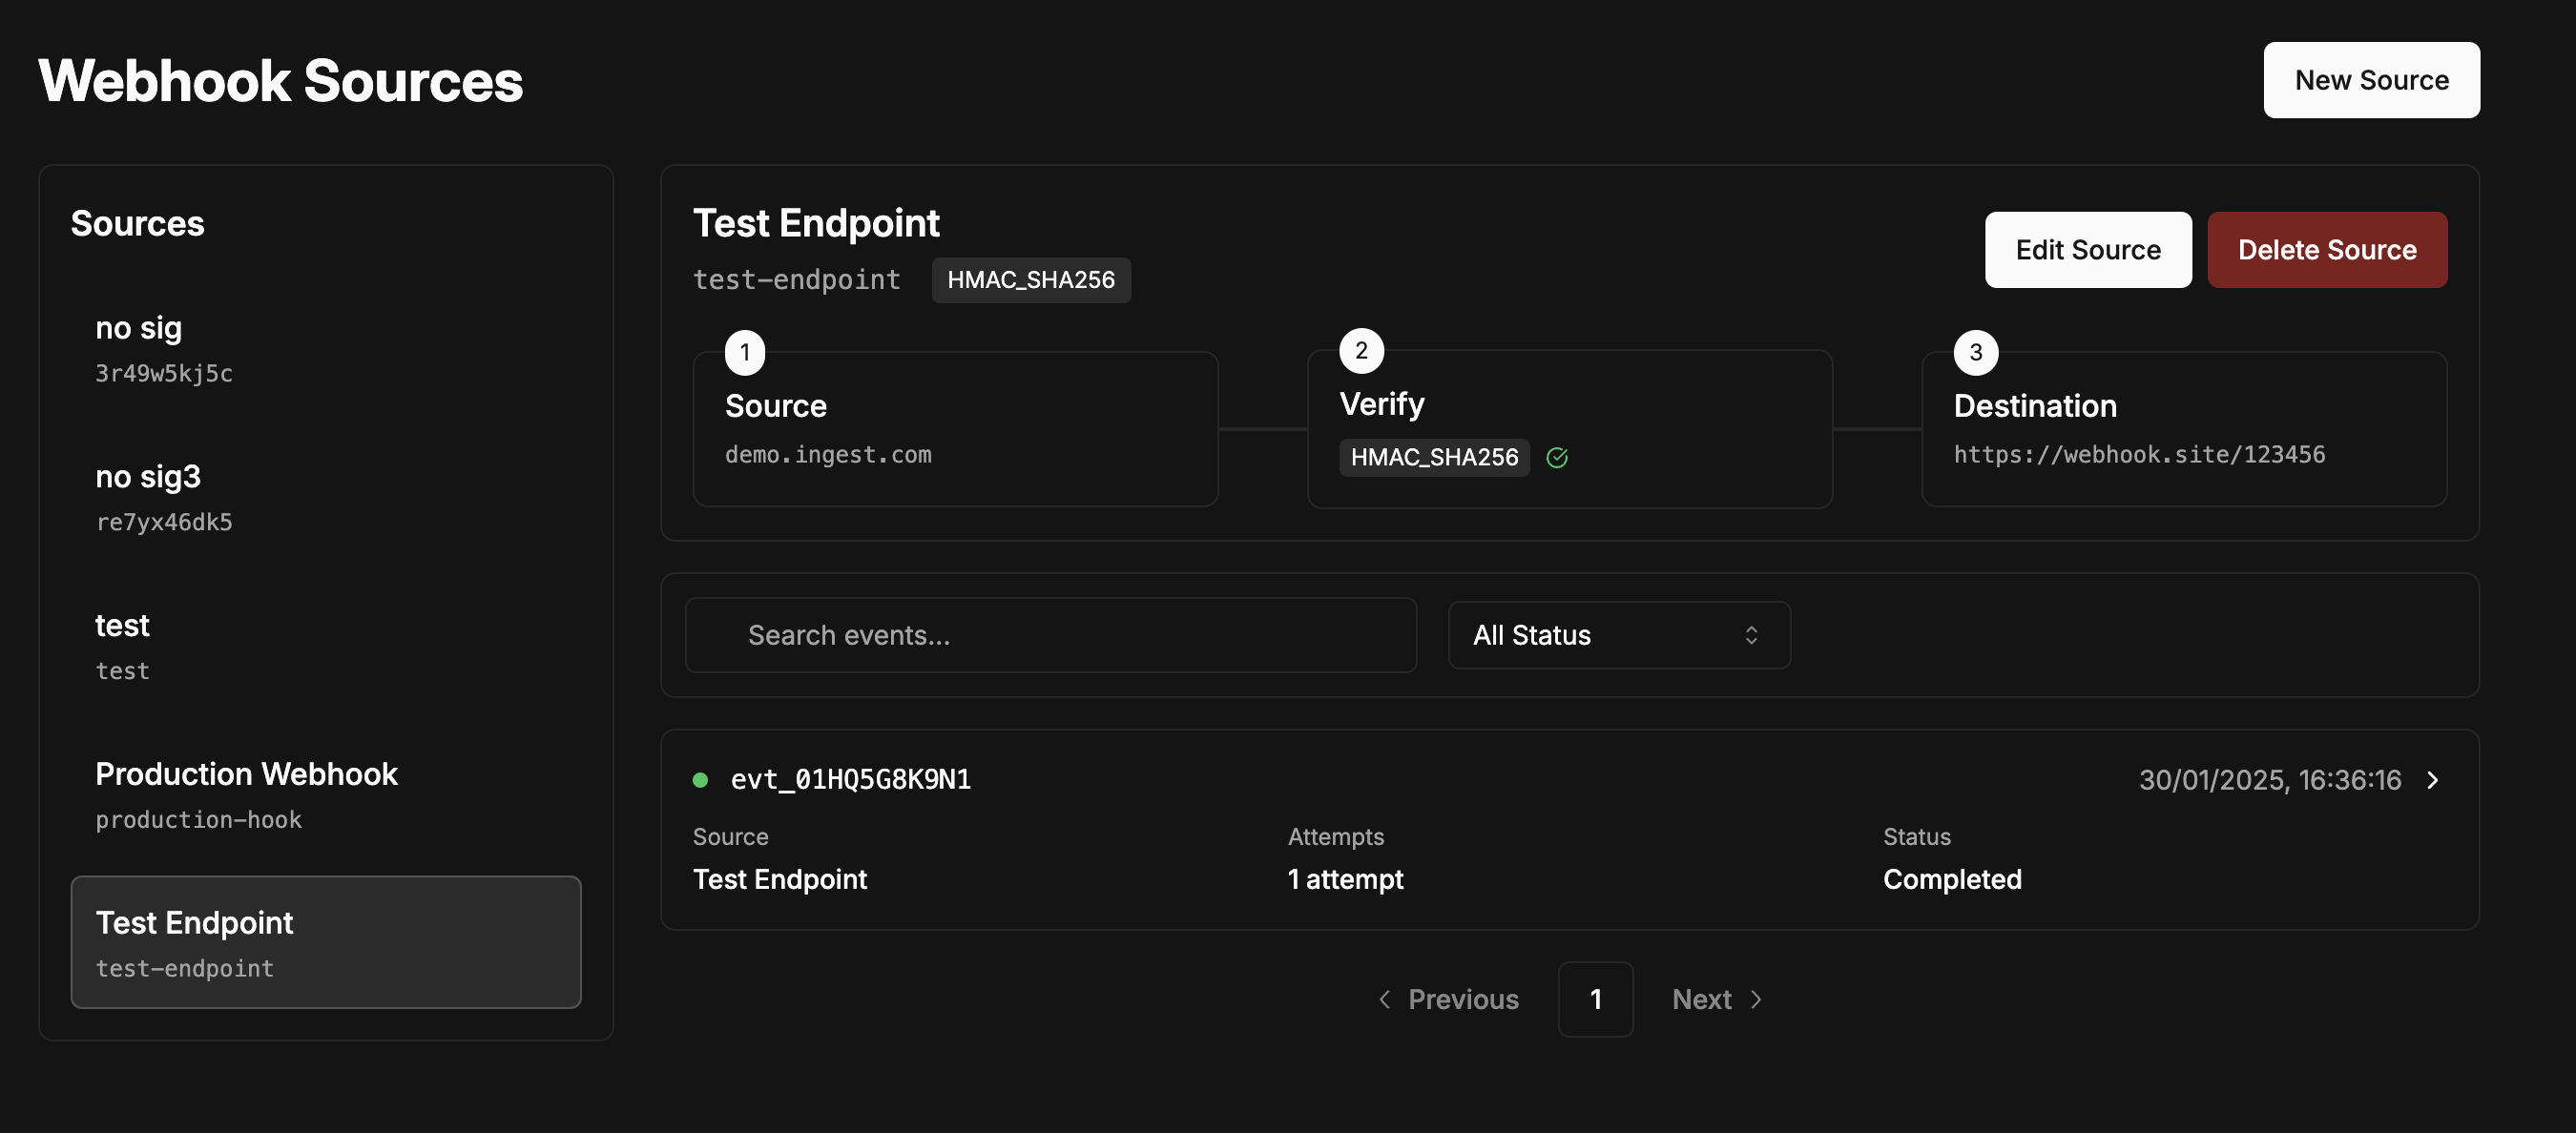 Webhook Sources
New Source
Sources
no sig
3r49w5kj5c
no sig3
re7yx46dk5
test
test
Production Webhook
production-hook
Test Endpoint
test-endpoint
Test Endpoint
test-endpoint HMAC_SHA256
Edit Source Delete Source
1
Source
demo.ingest.com
2
Verify
HMAC_SHA256
3
Destination
https://webhook.site/123456
Search events...
All Status
evt_01HQ5G8K9N1
30/01/2025, 16:36:16
Source
Test Endpoint
Attempts
1 attempt
Status
Completed
Previous 1 Next